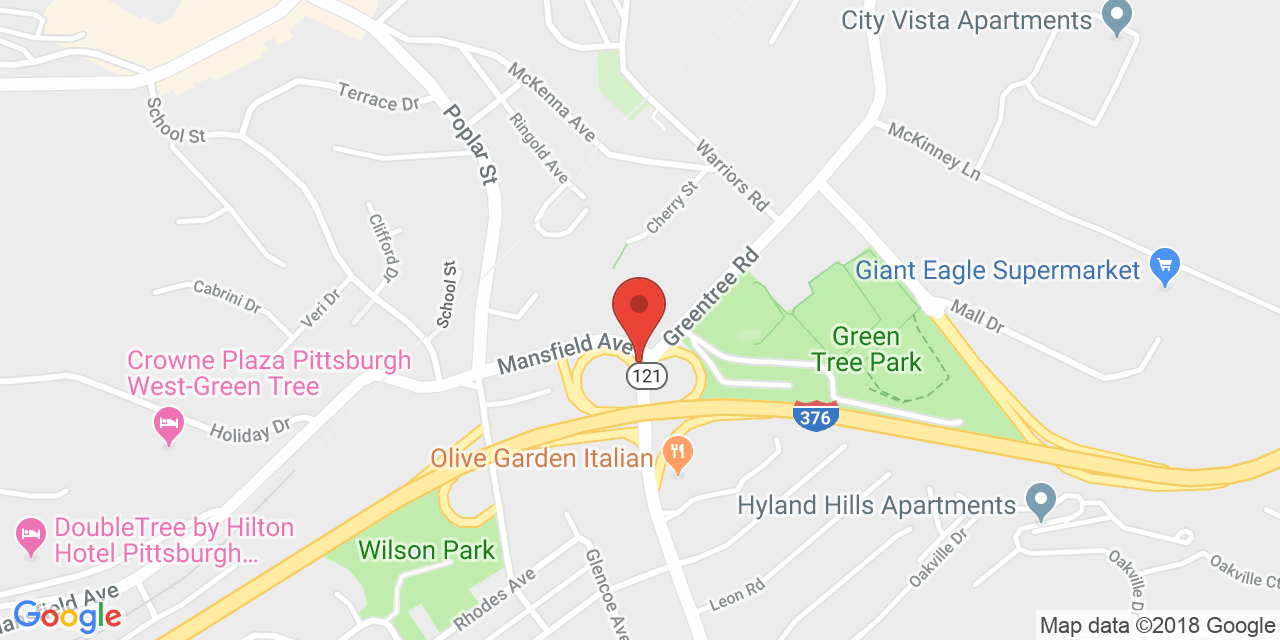 City Vista Apartments
McKenna Ave
Terrace Dr
School St
Poplar St
Ringold Ave
Warriors Rd
McKinney Ln
Cherry St
Clifford Dr
Greentree Rd
Giant Eagle Supermarket
School St
Cabrini Dr
Veri Dr
Mall Dr
Mansfield Ave
Green
Tree Park
Crowne Plaza Pittsburgh
West-Green Tree
121
376
Holiday Dr
Olive Garden Italian
Hyland Hills Apartments
DoubleTree by Hilton
Hotel Pittsburgh...
Wilson Park
Oakville Dr
Glencoe Ave
Rhodes Ave
Leon Rd
Oakville D
Oakville Ct
field Ave
Google
Map data ©2018 Google